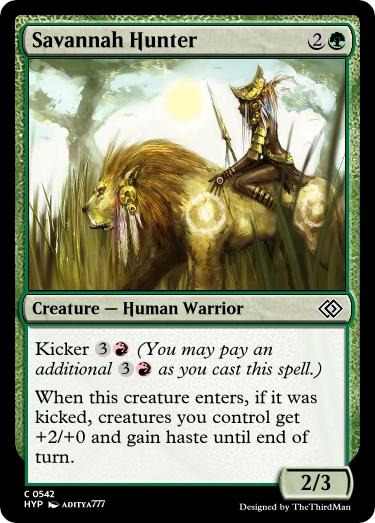 Savannah Hunter 2
Creature — Human Warrior
Kicker 3 (You may pay an
additional 3 as you cast this spell.)
When this creature enters, if it was
kicked, creatures you control get
+2/+0 and gain haste until end of
turn.
2/3
C 0542
HYP ADITYA777
Designed by TheThirdMan